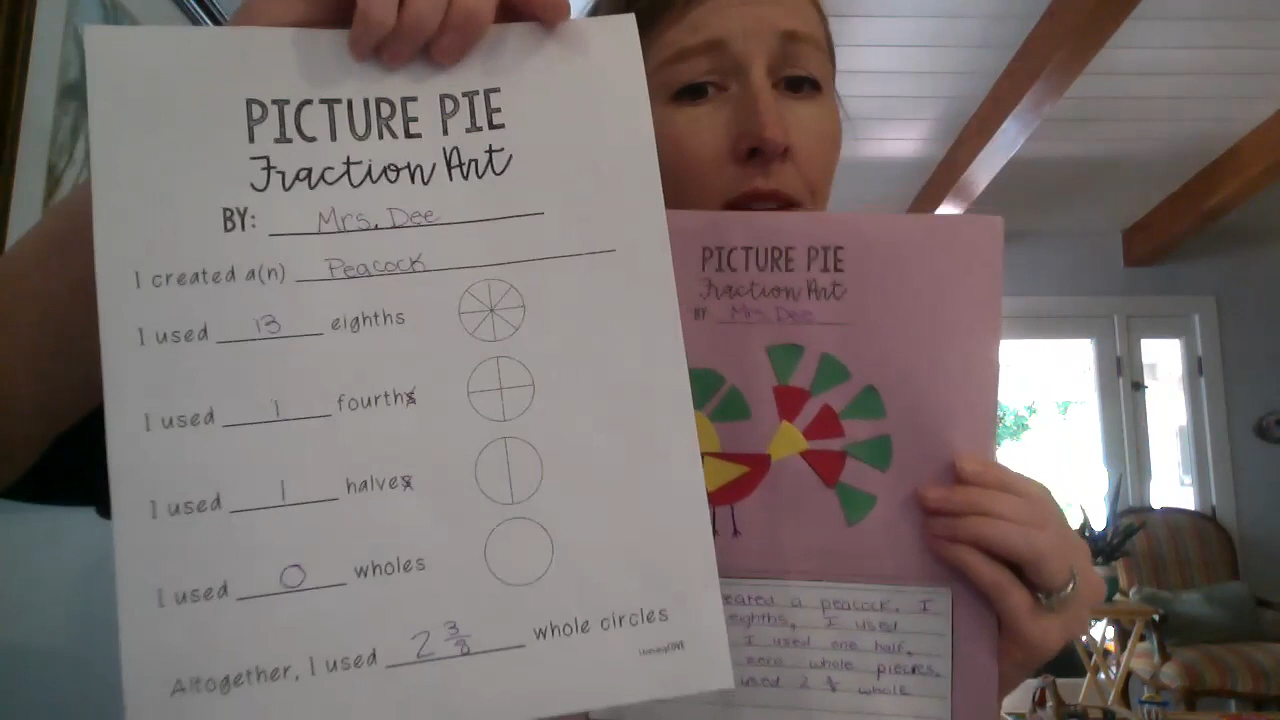 PICTURE PIE
Fraction Art
BY: Mrs. Dee
I created a(n) Peacock
I used 13 eighths
I used 1 fourths
I used 1 halves
I used 0 wholes
Altogether, I used 2 3/8 whole circles
PICTURE PIE
Fraction Art
BY Mrs. Dee
created a peacock. I
eighths, I used
I used one half,
zero whole pieces.
used 2 whole